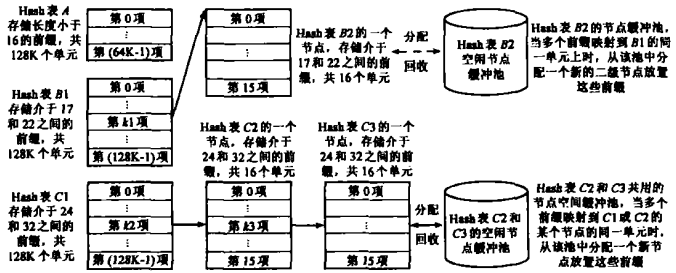 Hash 表 A
存储长度小于
16的前缀，共
128K 个单元
第 0 项
⋮
第 (64K-1)项
Hash 表 B1
存储介于 17
和 22 之间的
前缀，共
128K 个单元
第 0 项
⋮
第 k1 项
⋮
第 (128K-1)项
第 0 项
⋮
第 15 项
Hash 表 B2 的一个
节点，存储介于
17 和 22 之间的前
缀，共 16 个单元
分配
回收
Hash 表 B2
空闲节点
缓冲池
Hash 表 B2 的节点缓冲池，
当多个前缀映射到 B1 的同
一单元上时，从该池中分
配一个新的二级节点放置
这些前缀
Hash 表 C1
存储介于 24
和 32 之间的
前缀，共
128K 个单元
第 0 项
⋮
第 k2 项
⋮
第 (128K-1)项
Hash 表 C2 的一个
节点，存储介于
24 和 32 之间的前
缀，共 16 个单元
第 0 项
⋮
第 k3 项
⋮
第 15 项
Hash 表 C3 的一个
节点，存储介于
24 和 32 之间的前
缀，共 16 个单元
第 0 项
⋮
第 15 项
分配
回收
Hash 表 C2 和
C3 的空闲节
点缓冲池
Hash 表 C2 和 C3 共用的
节点空间缓冲池，当多个
前缀映射到 C1 或 C2 的
某个节点的同一单元时，
从该池中分配一个新节
点放置这些前缀